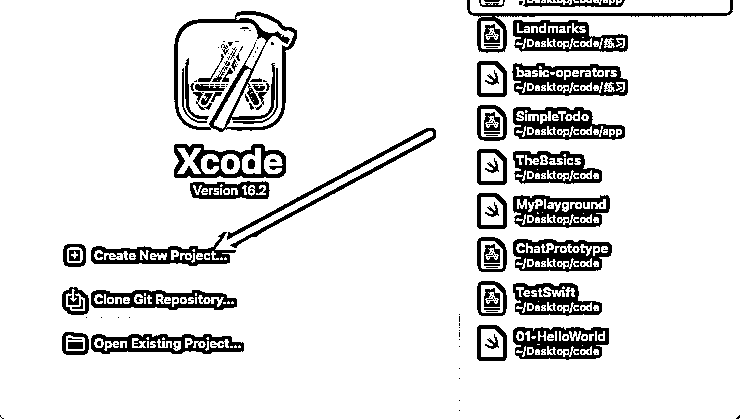 Xcode
Version 16.2
Create New Project...
Clone Git Repository...
Open Existing Project...
~/Desktop/code/app
Landmarks
~/Desktop/code/练习
basic-operators
~/Desktop/code/练习
SimpleTodo
~/Desktop/code/app
TheBasics
~/Desktop/code
MyPlayground
~/Desktop/code
ChatPrototype
~/Desktop/code
TestSwift
~/Desktop/code
01-HelloWorld
~/Desktop/code